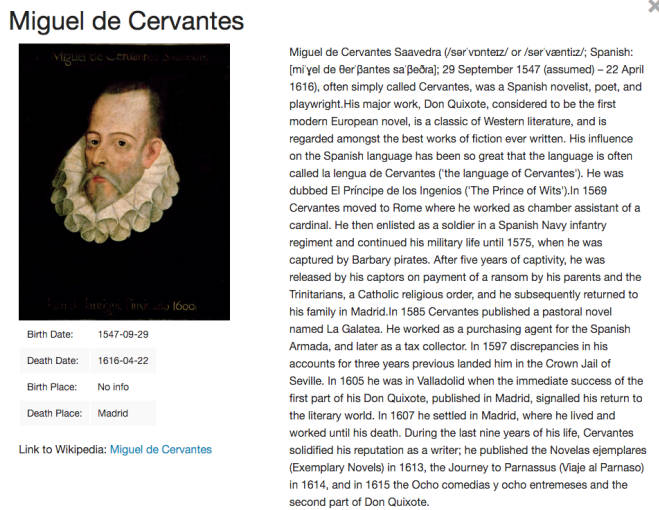 Miguel de Cervantes
Miguel de Cervantes Saavedra (/sərˈvɒnteɪz/ or /sərˈvæntiz/; Spanish:
[miˈɣel de θerˈβantes saˈβeðɾa]; 29 September 1547 (assumed) – 22 April
1616), often simply called Cervantes, was a Spanish novelist, poet, and
playwright.His major work, Don Quixote, considered to be the first
modern European novel, is a classic of Western literature, and is
regarded amongst the best works of fiction ever written. His influence
on the Spanish language has been so great that the language is often
called la lengua de Cervantes ('the language of Cervantes'). He was
dubbed El Príncipe de los Ingenios ('The Prince of Wits').In 1569
Cervantes moved to Rome where he worked as chamber assistant of a
cardinal. He then enlisted as a soldier in a Spanish Navy infantry
regiment and continued his military life until 1575, when he was
captured by Barbary pirates. After five years of captivity, he was
released by his captors on payment of a ransom by his parents and the
Trinitarians, a Catholic religious order, and he subsequently returned to
his family in Madrid.In 1585 Cervantes published a pastoral novel
named La Galatea. He worked as a purchasing agent for the Spanish
Armada, and later as a tax collector. In 1597 discrepancies in his
accounts for three years previous landed him in the Crown Jail of
Seville. In 1605 he was in Valladolid when the immediate success of the
first part of his Don Quixote, published in Madrid, signalled his return to
the literary world. In 1607 he settled in Madrid, where he lived and
worked until his death. During the last nine years of his life, Cervantes
solidified his reputation as a writer; he published the Novelas ejemplares
(Exemplary Novels) in 1613, the Journey to Parnassus (Viaje al Parnaso)
in 1614, and in 1615 the Ocho comedias y ocho entremeses and the
second part of Don Quixote.
Miguel de
1600
Birth Date: 1547-09-29
Death Date: 1616-04-22
Birth Place: No info
Death Place: Madrid
Link to Wikipedia: Miguel de Cervantes